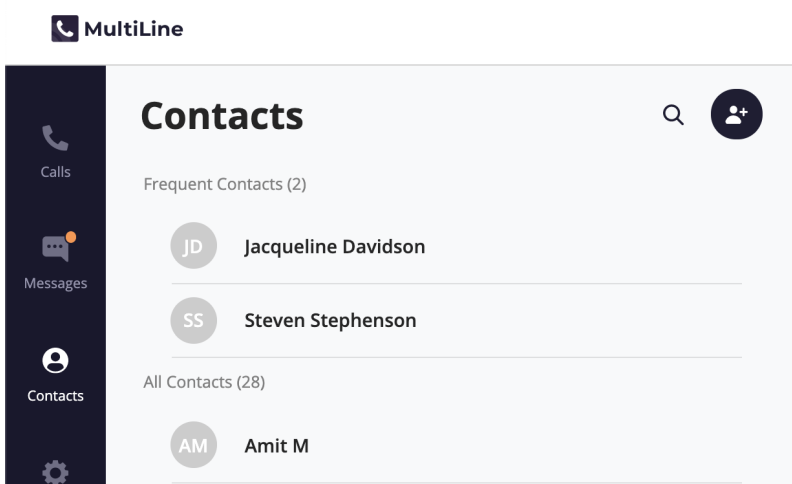 MultiLine
Contacts
Calls
Frequent Contacts (2)
JD Jacqueline Davidson
Messages
SS Steven Stephenson
All Contacts (28)
Contacts
AM Amit M